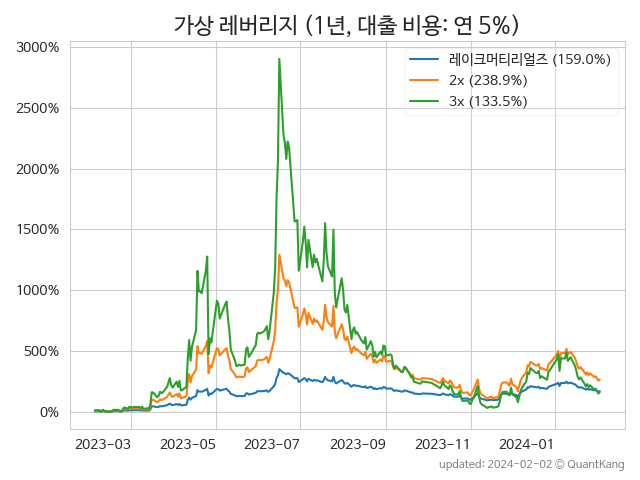 가상 레버리지 (1년, 대출 비용: 연 5%)
3000%
2500%
2000%
1500%
1000%
500%
0%
레이크머티리얼즈 (159.0%)
2x (238.9%)
3x (133.5%)
2023-03
2023-05
2023-07
2023-09
2023-11
2024-01
updated: 2024-02-02 © QuantKang